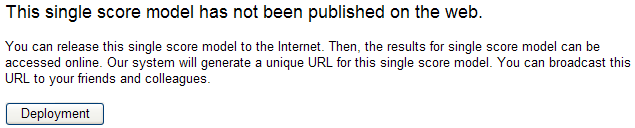 This single score model has not been published on the web.
You can release this single score model to the Internet. Then, the results for single score model can be
accessed online. Our system will generate a unique URL for this single score model. You can broadcast this
URL to your friends and colleagues.
Deployment